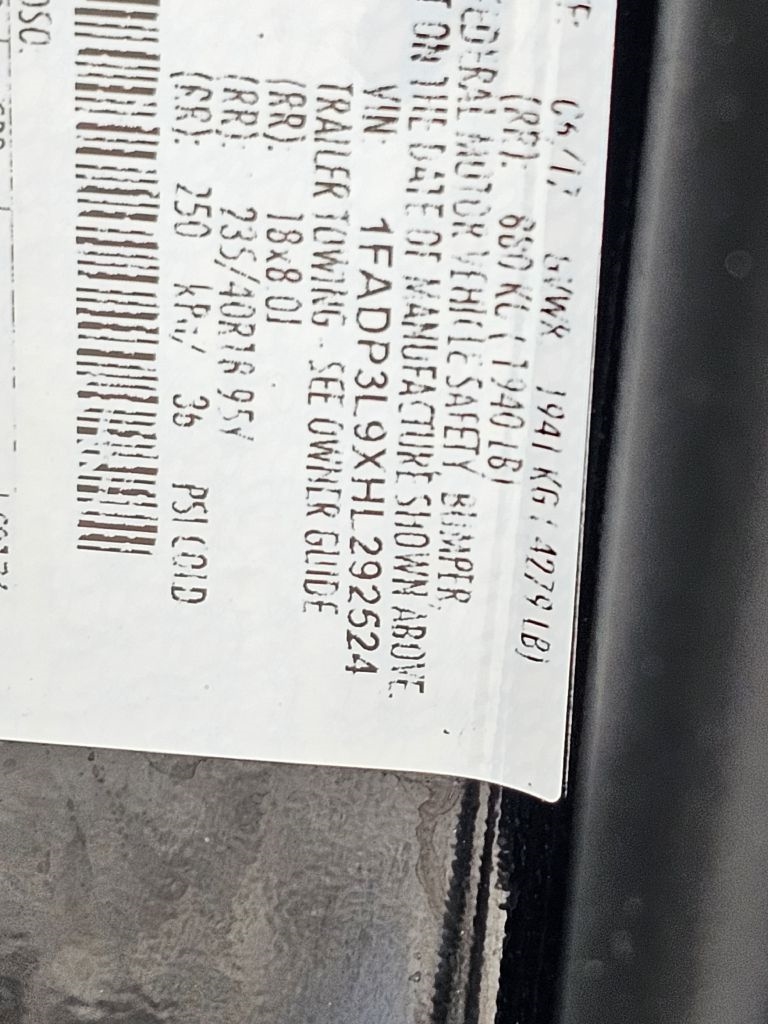 GVWR 1941 KG ( 4279 LB)
(RR): 880 KG ( 1940 LB)
FEDERAL MOTOR VEHICLE SAFETY, BUMPER,
T ON THE DATE OF MANUFACTURE SHOWN ABOVE.
VIN: 1FADP3L9XHL292524
TRAILER TOWING - SEE OWNER GUIDE
(RR): 18x8.0J
(RR): 235/40R18 95Y
(RR): 250 kPa/ 36 PSI COLD